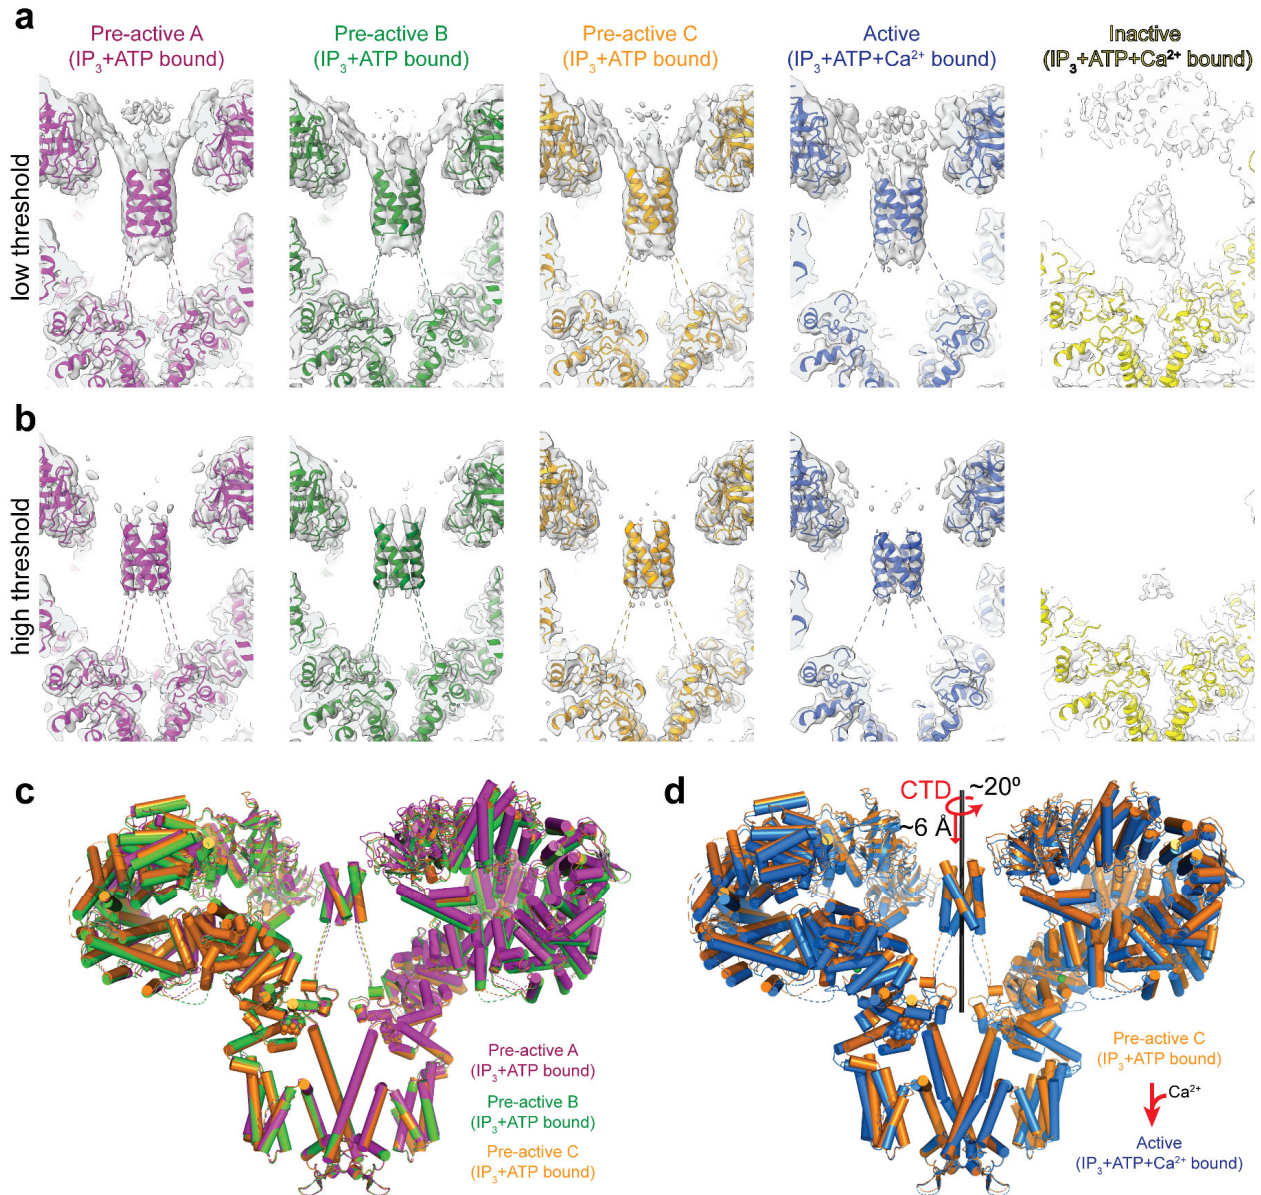 a
Pre-active A
(IP3+ATP bound)
Pre-active B
(IP3+ATP bound)
Pre-active C
(IP3+ATP bound)
Active
(IP3+ATP+Ca²⁺ bound)
Inactive
(IP3+ATP+Ca²⁺ bound)
low threshold
b
high threshold
c
Pre-active A
(IP3+ATP bound)
Pre-active B
(IP3+ATP bound)
Pre-active C
(IP3+ATP bound)
d
CTD
~20º
~6 Å
Pre-active C
(IP3+ATP bound)
Ca²⁺
Active
(IP3+ATP+Ca²⁺ bound)